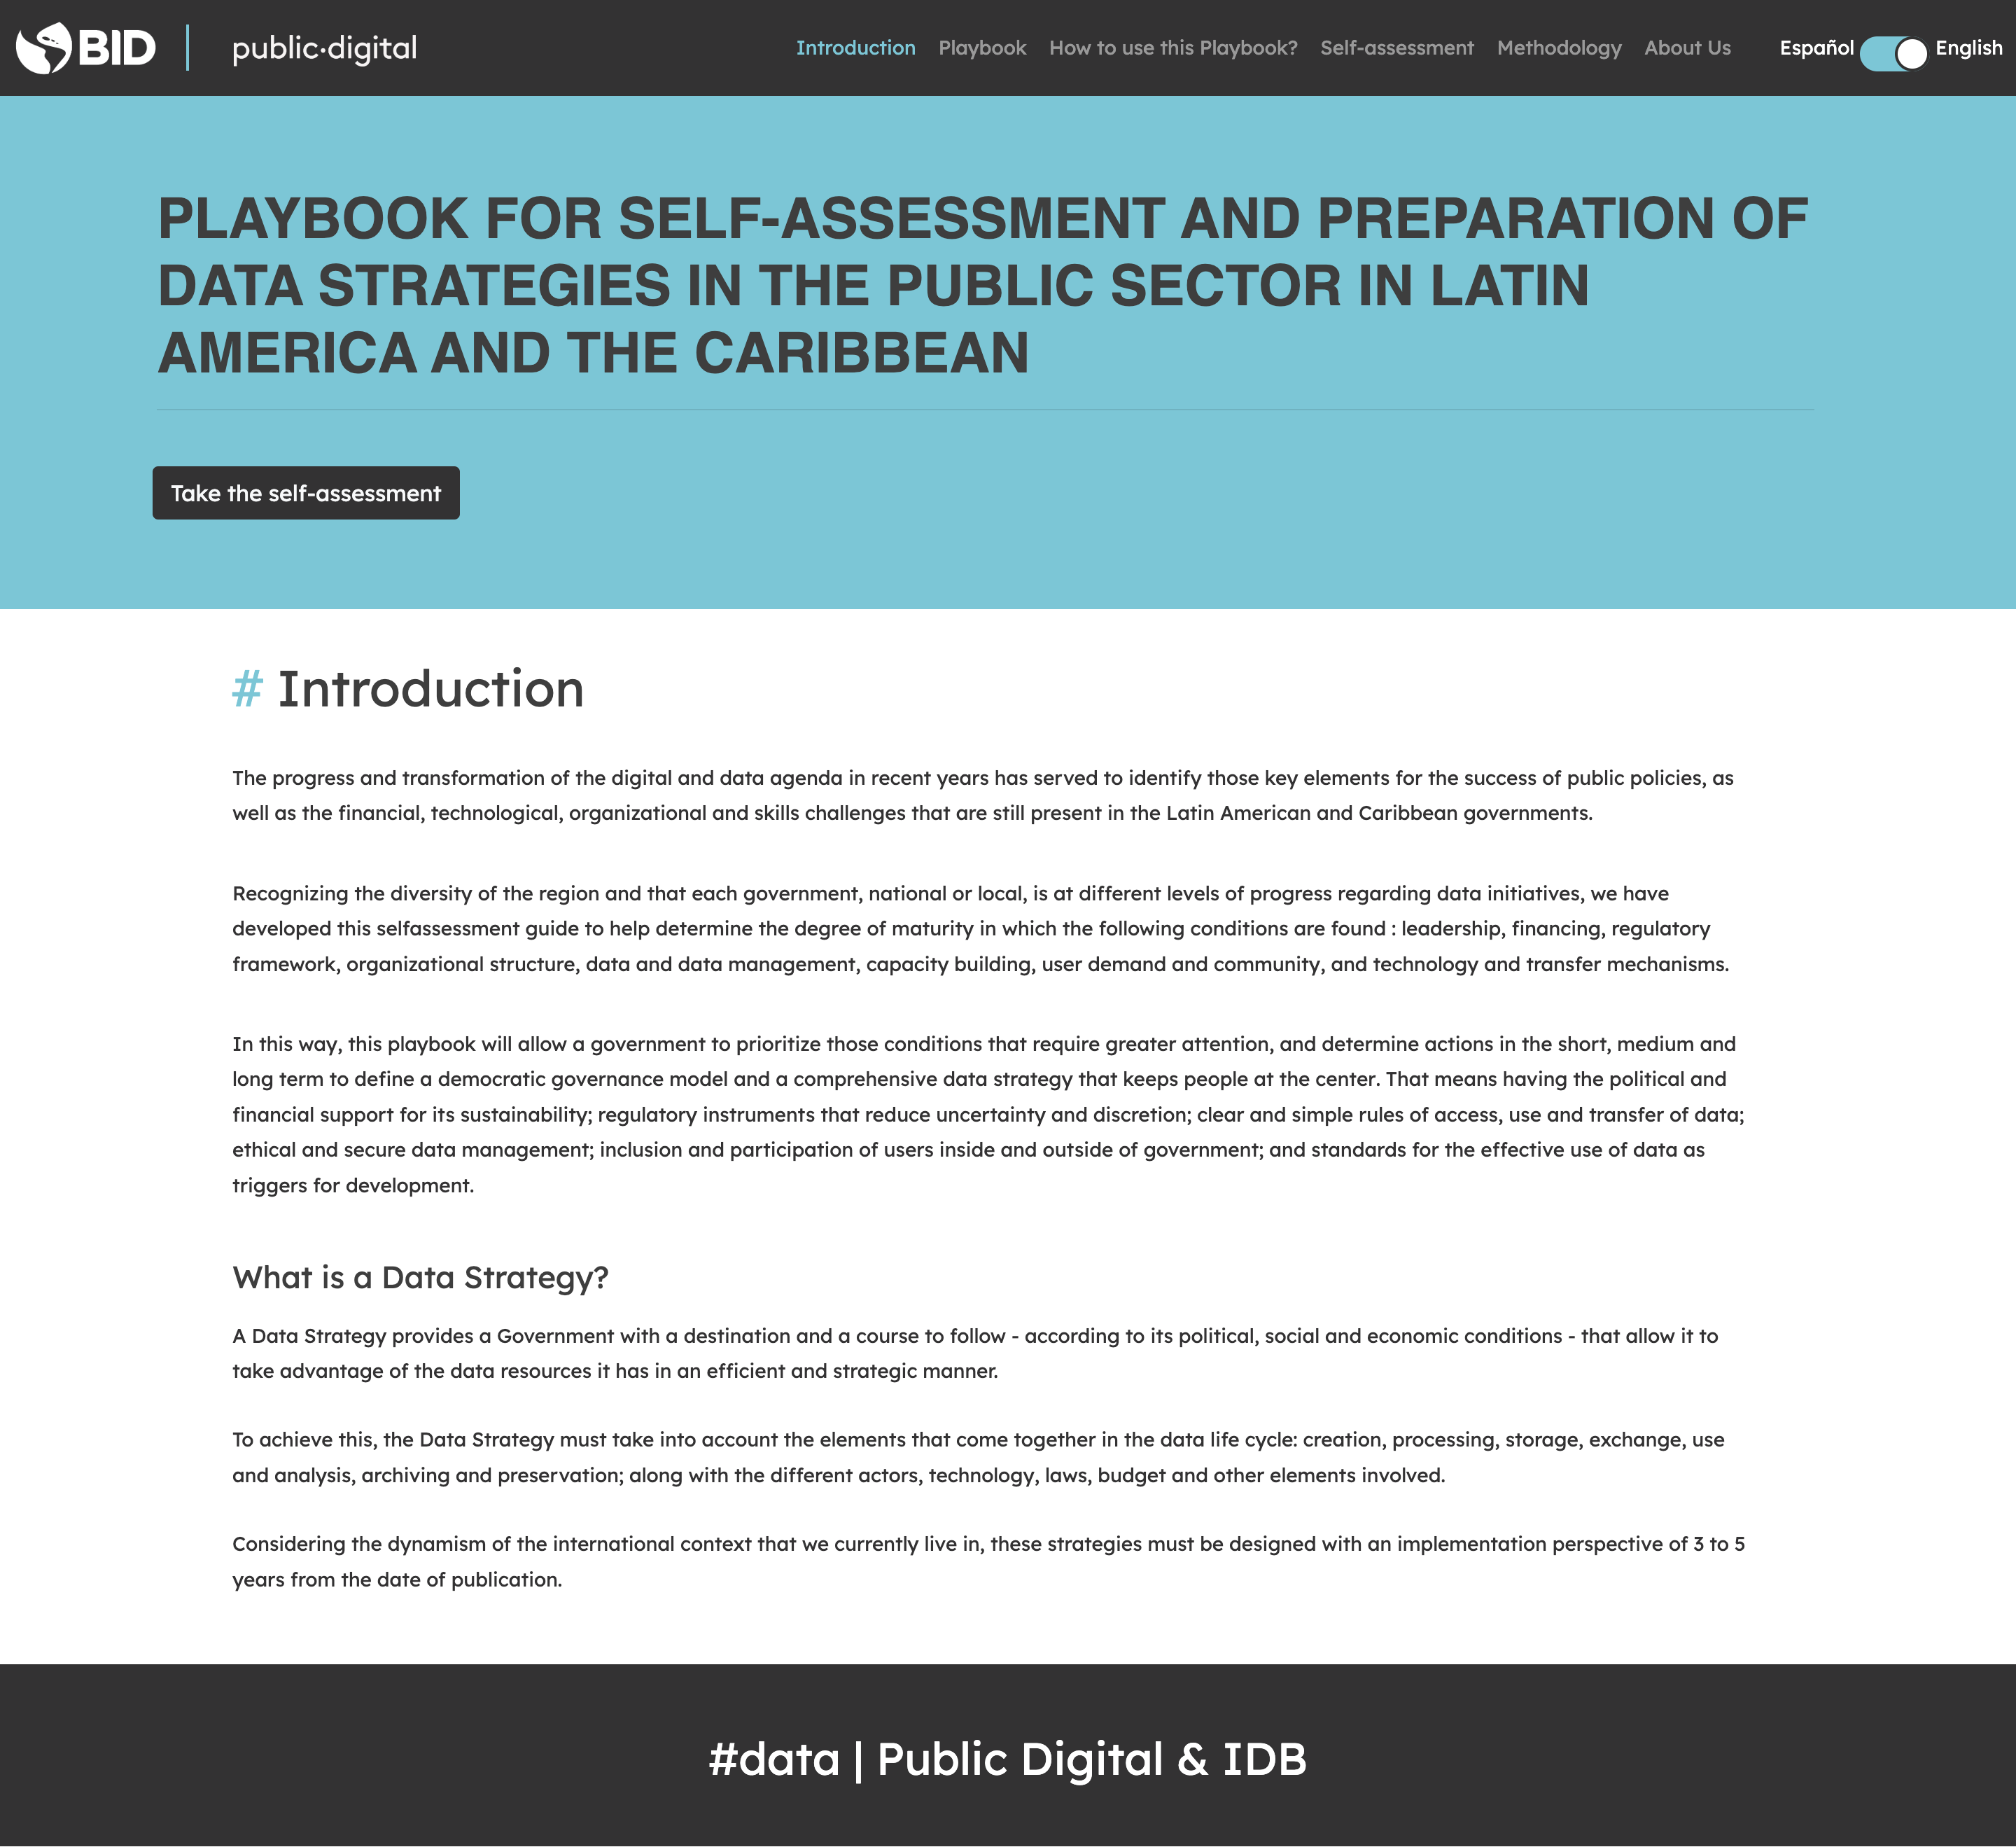 BID
public·digital
Introduction Playbook How to use this Playbook? Self-assessment Methodology About Us Español English
PLAYBOOK FOR SELF-ASSESSMENT AND PREPARATION OF
DATA STRATEGIES IN THE PUBLIC SECTOR IN LATIN
AMERICA AND THE CARIBBEAN
Take the self-assessment
# Introduction
The progress and transformation of the digital and data agenda in recent years has served to identify those key elements for the success of public policies, as
well as the financial, technological, organizational and skills challenges that are still present in the Latin American and Caribbean governments.
Recognizing the diversity of the region and that each government, national or local, is at different levels of progress regarding data initiatives, we have
developed this selfassessment guide to help determine the degree of maturity in which the following conditions are found : leadership, financing, regulatory
framework, organizational structure, data and data management, capacity building, user demand and community, and technology and transfer mechanisms.
In this way, this playbook will allow a government to prioritize those conditions that require greater attention, and determine actions in the short, medium and
long term to define a democratic governance model and a comprehensive data strategy that keeps people at the center. That means having the political and
financial support for its sustainability; regulatory instruments that reduce uncertainty and discretion; clear and simple rules of access, use and transfer of data;
ethical and secure data management; inclusion and participation of users inside and outside of government; and standards for the effective use of data as
triggers for development.
What is a Data Strategy?
A Data Strategy provides a Government with a destination and a course to follow - according to its political, social and economic conditions - that allow it to
take advantage of the data resources it has in an efficient and strategic manner.
To achieve this, the Data Strategy must take into account the elements that come together in the data life cycle: creation, processing, storage, exchange, use
and analysis, archiving and preservation; along with the different actors, technology, laws, budget and other elements involved.
Considering the dynamism of the international context that we currently live in, these strategies must be designed with an implementation perspective of 3 to 5
years from the date of publication.
#data | Public Digital & IDB